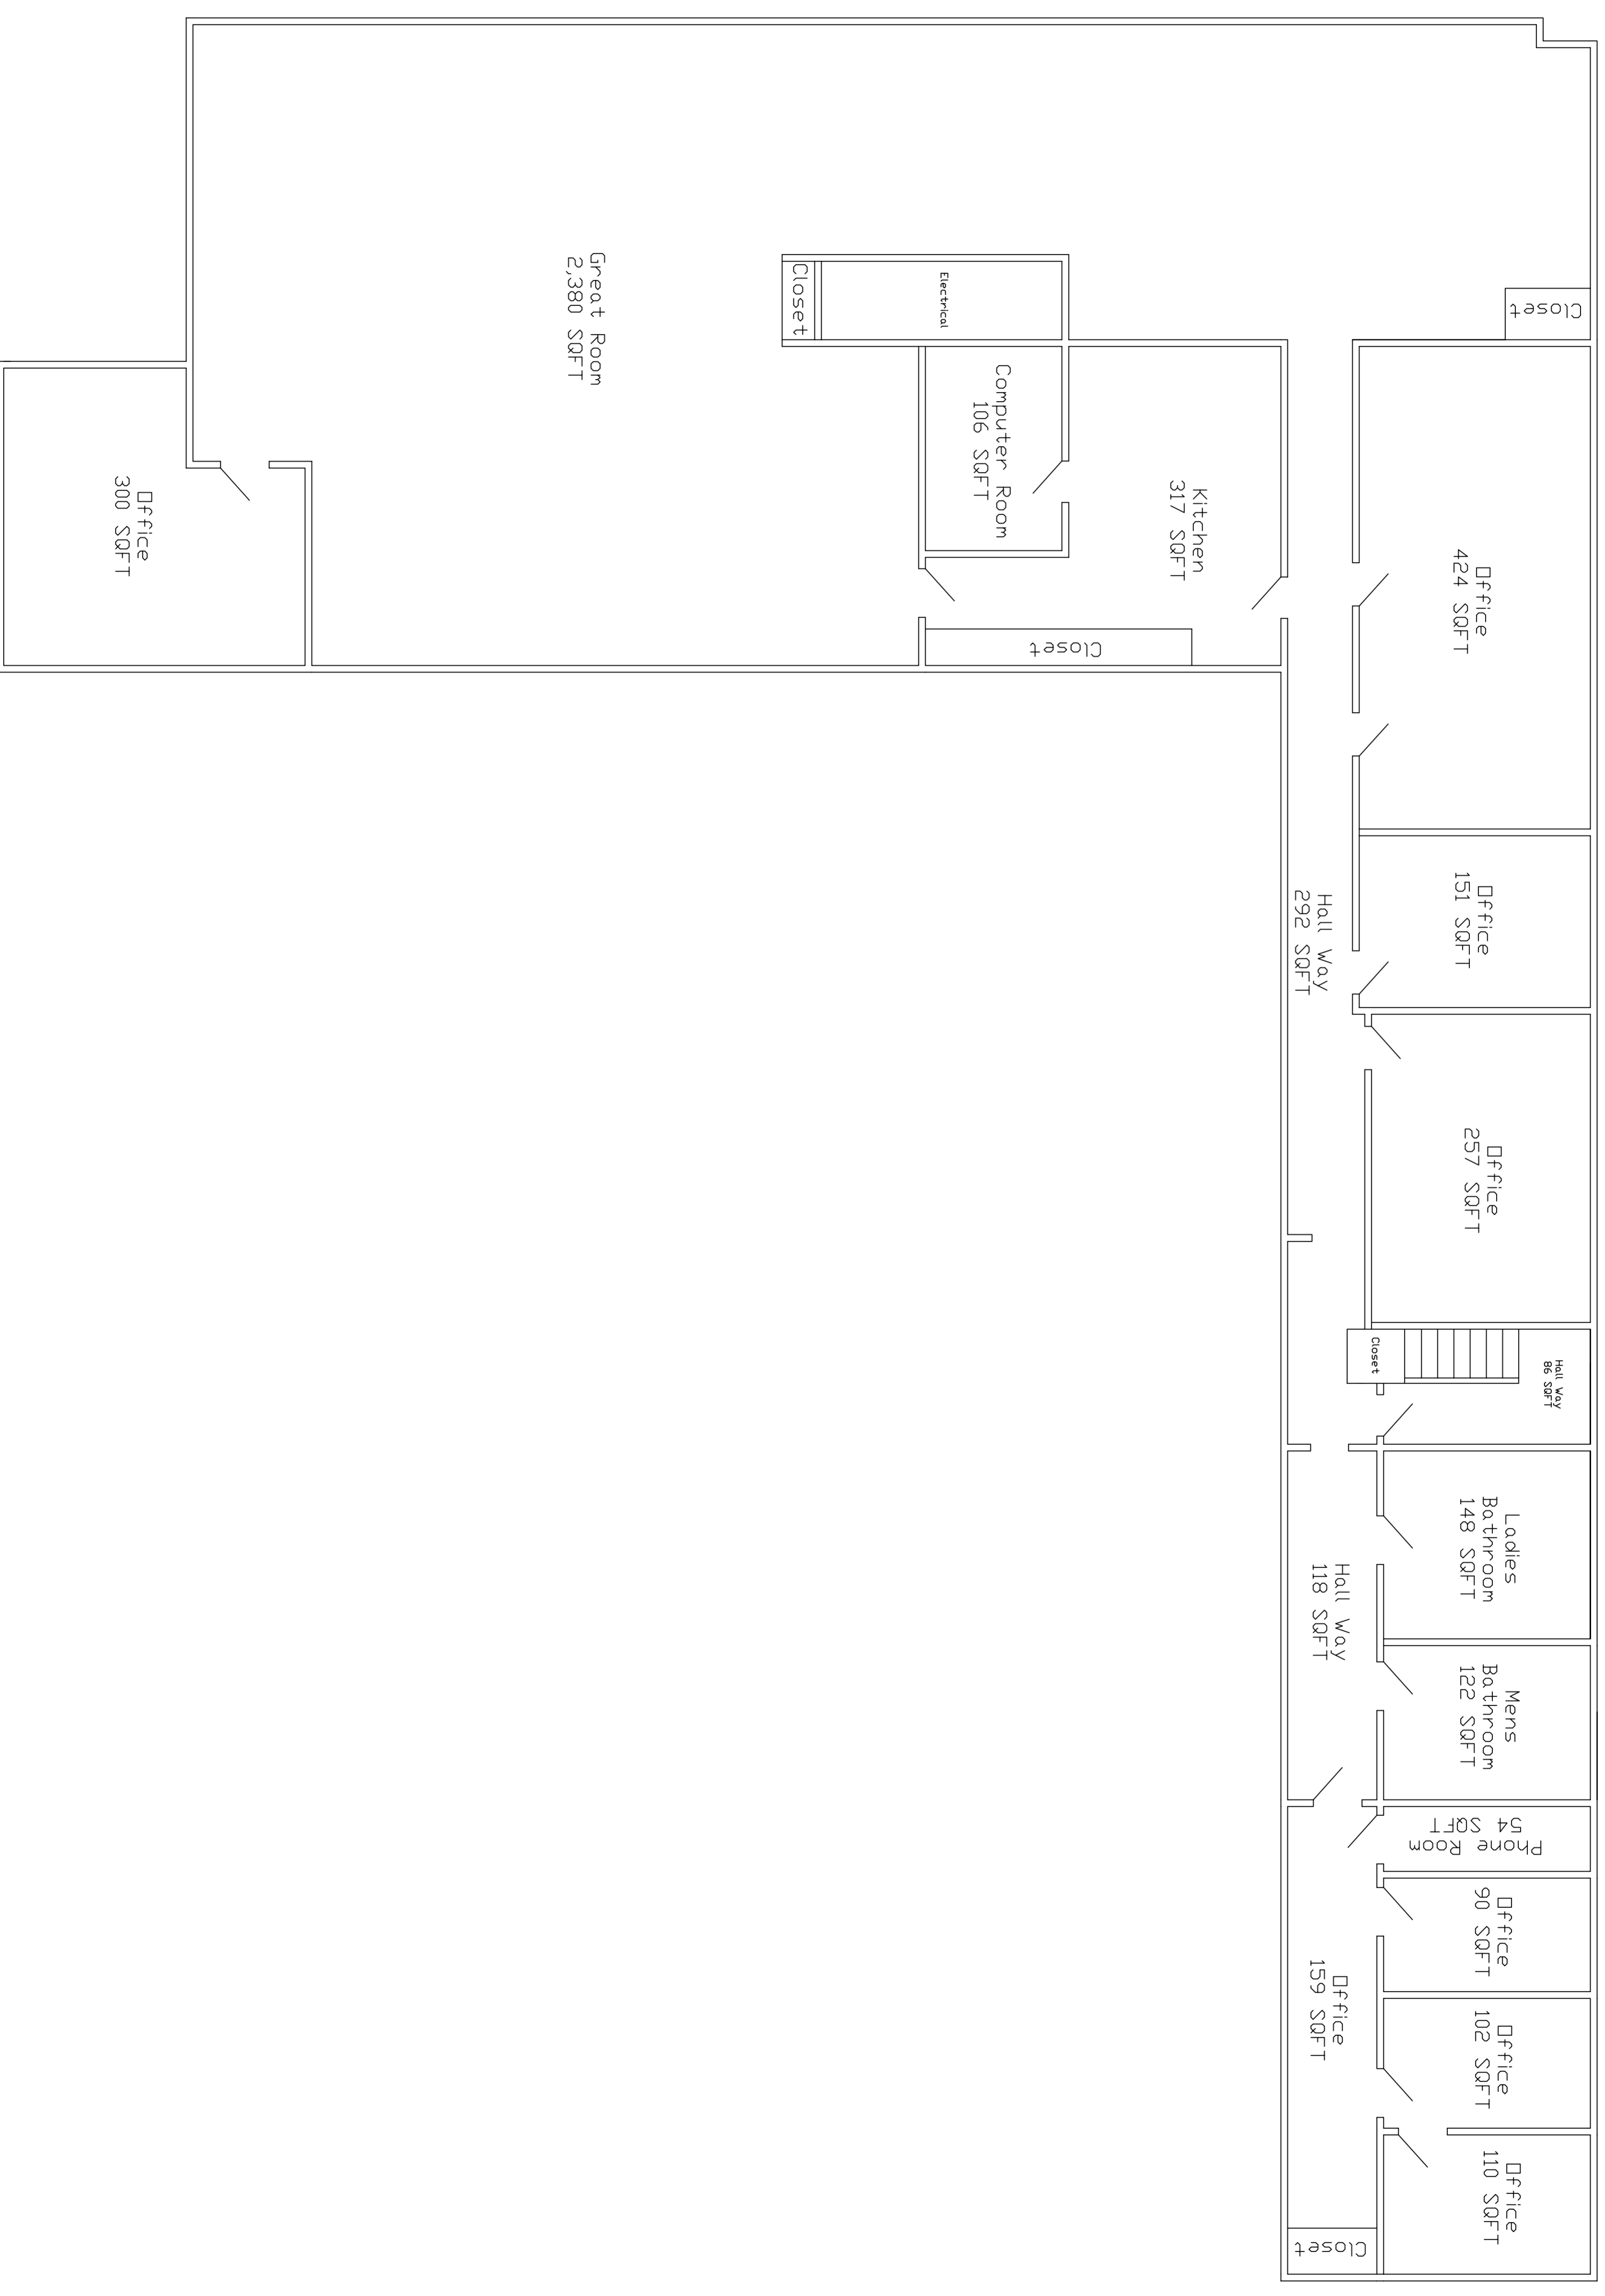 Closet
Closet
Electrical
Great Room
2,380 SQFT
Computer Room
106 SQFT
Kitchen
317 SQFT
Closet
Office
300 SQFT
Office
424 SQFT
Office
151 SQFT
Hall Way
292 SQFT
Office
257 SQFT
Closet
Hall Way
86 SQFT
Ladies
Bathroom
148 SQFT
Hall Way
118 SQFT
Mens
Bathroom
122 SQFT
Phone Room
54 SQFT
Office
90 SQFT
Office
159 SQFT
Office
102 SQFT
Office
110 SQFT
Closet